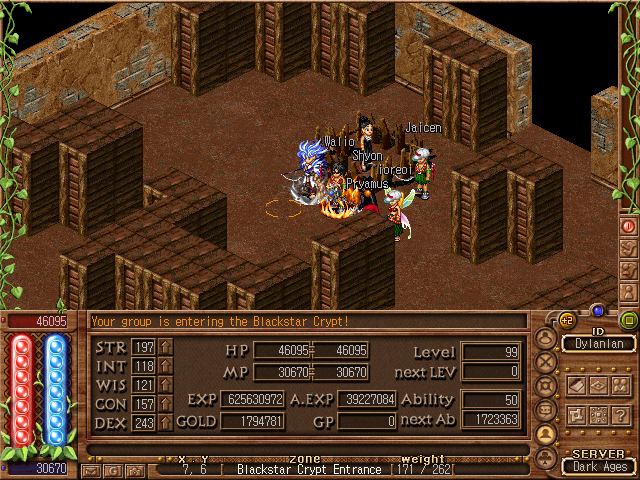 Jaicen
Walio
Shyon
Tioreol
Pryamus
46095
Your group is entering the Blackstar Crypt!
+2
ID
Dylanlan
STR 197
INT 118
WIS 121
CON 157
DEX 243
HP 46095 46095
MP 30670 30670
EXP 625630972 A.EXP 39227084
GOLD 1794781 GP 0
Level 99
next LEV 0
Ability 50
next Ab 1723363
30670
G
?
x , Y zone weight
7, 6 [ Blackstar Crypt Entrance [171 / 262[
SERVER
Dark Ages